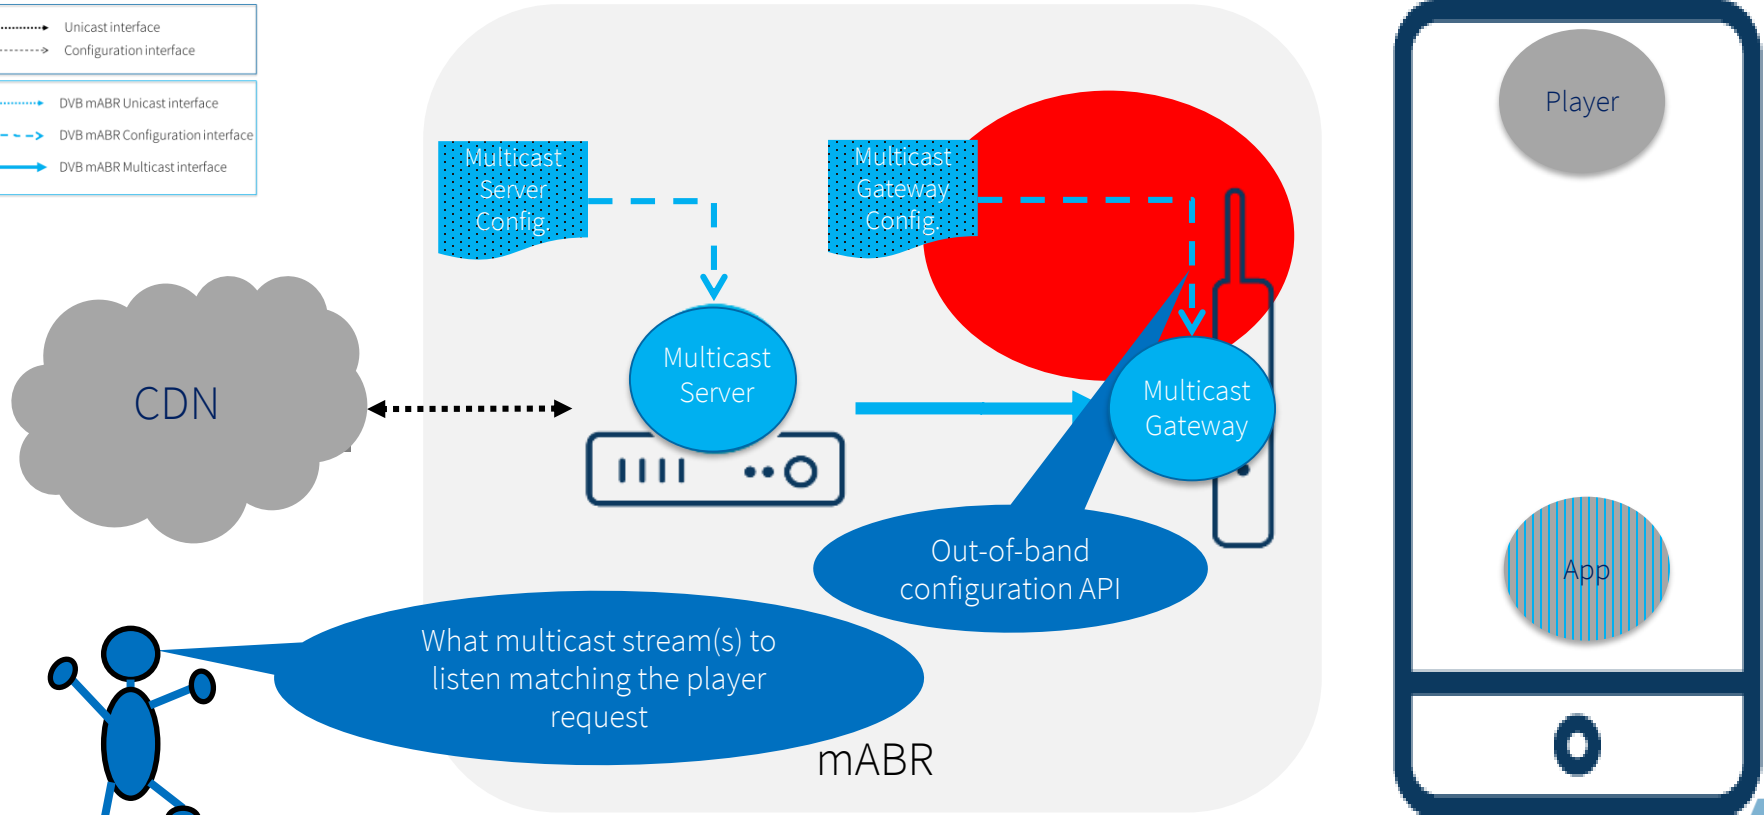 Unicast interface
Configuration interface
DVB mABR Unicast interface
DVB mABR Configuration interface
DVB mABR Multicast interface
Multicast
Server
Config.
Multicast
Gateway
Config.
Player
CDN
Multicast
Server
Multicast
Gateway
Out-of-band
configuration API
App
What multicast stream(s) to
listen matching the player
request
mABR